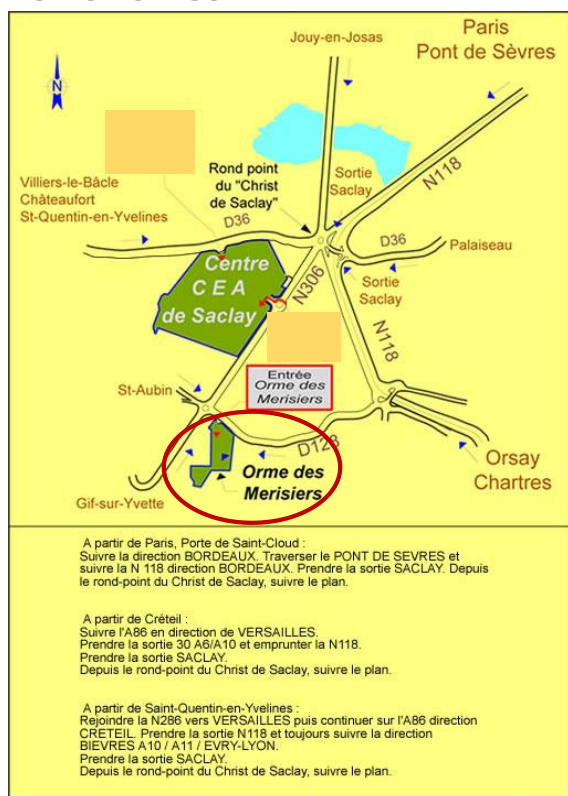 Paris
Pont de Sèvres
Jouy-en-Josas
N
Rond point
du "Christ
de Saclay"
Sortie
Saclay
N118
Villiers-le-Bâcle
Châteaufort
St-Quentin-en-Yvelines
D36
D36
Palaiseau
Centre
C E A
de Saclay
N306
Sortie
Saclay
N118
Entrée
Orme des
Merisiers
St-Aubin
D128
Orsay
Chartres
Orme des
Merisiers
Gif-sur-Yvette
A partir de Paris, Porte de Saint-Cloud :
Suivre la direction BORDEAUX. Traverser le PONT DE SEVRES et
suivre la N 118 direction BORDEAUX. Prendre la sortie SACLAY. Depuis
le rond-point du Christ de Saclay, suivre le plan.
A partir de Créteil :
Suivre l'A86 en direction de VERSAILLES.
Prendre la sortie 30 A6/A10 et emprunter la N118.
Prendre la sortie SACLAY.
Depuis le rond-point du Christ de Saclay, suivre le plan.
A partir de Saint-Quentin-en-Yvelines :
Rejoindre la N286 vers VERSAILLES puis continuer sur l'A86 direction
CRETEIL. Prendre la sortie N118 et toujours suivre la direction
BIEVRES A10 / A11 / EVRY-LYON.
Prendre la sortie SACLAY.
Depuis le rond-point du Christ de Saclay, suivre le plan.